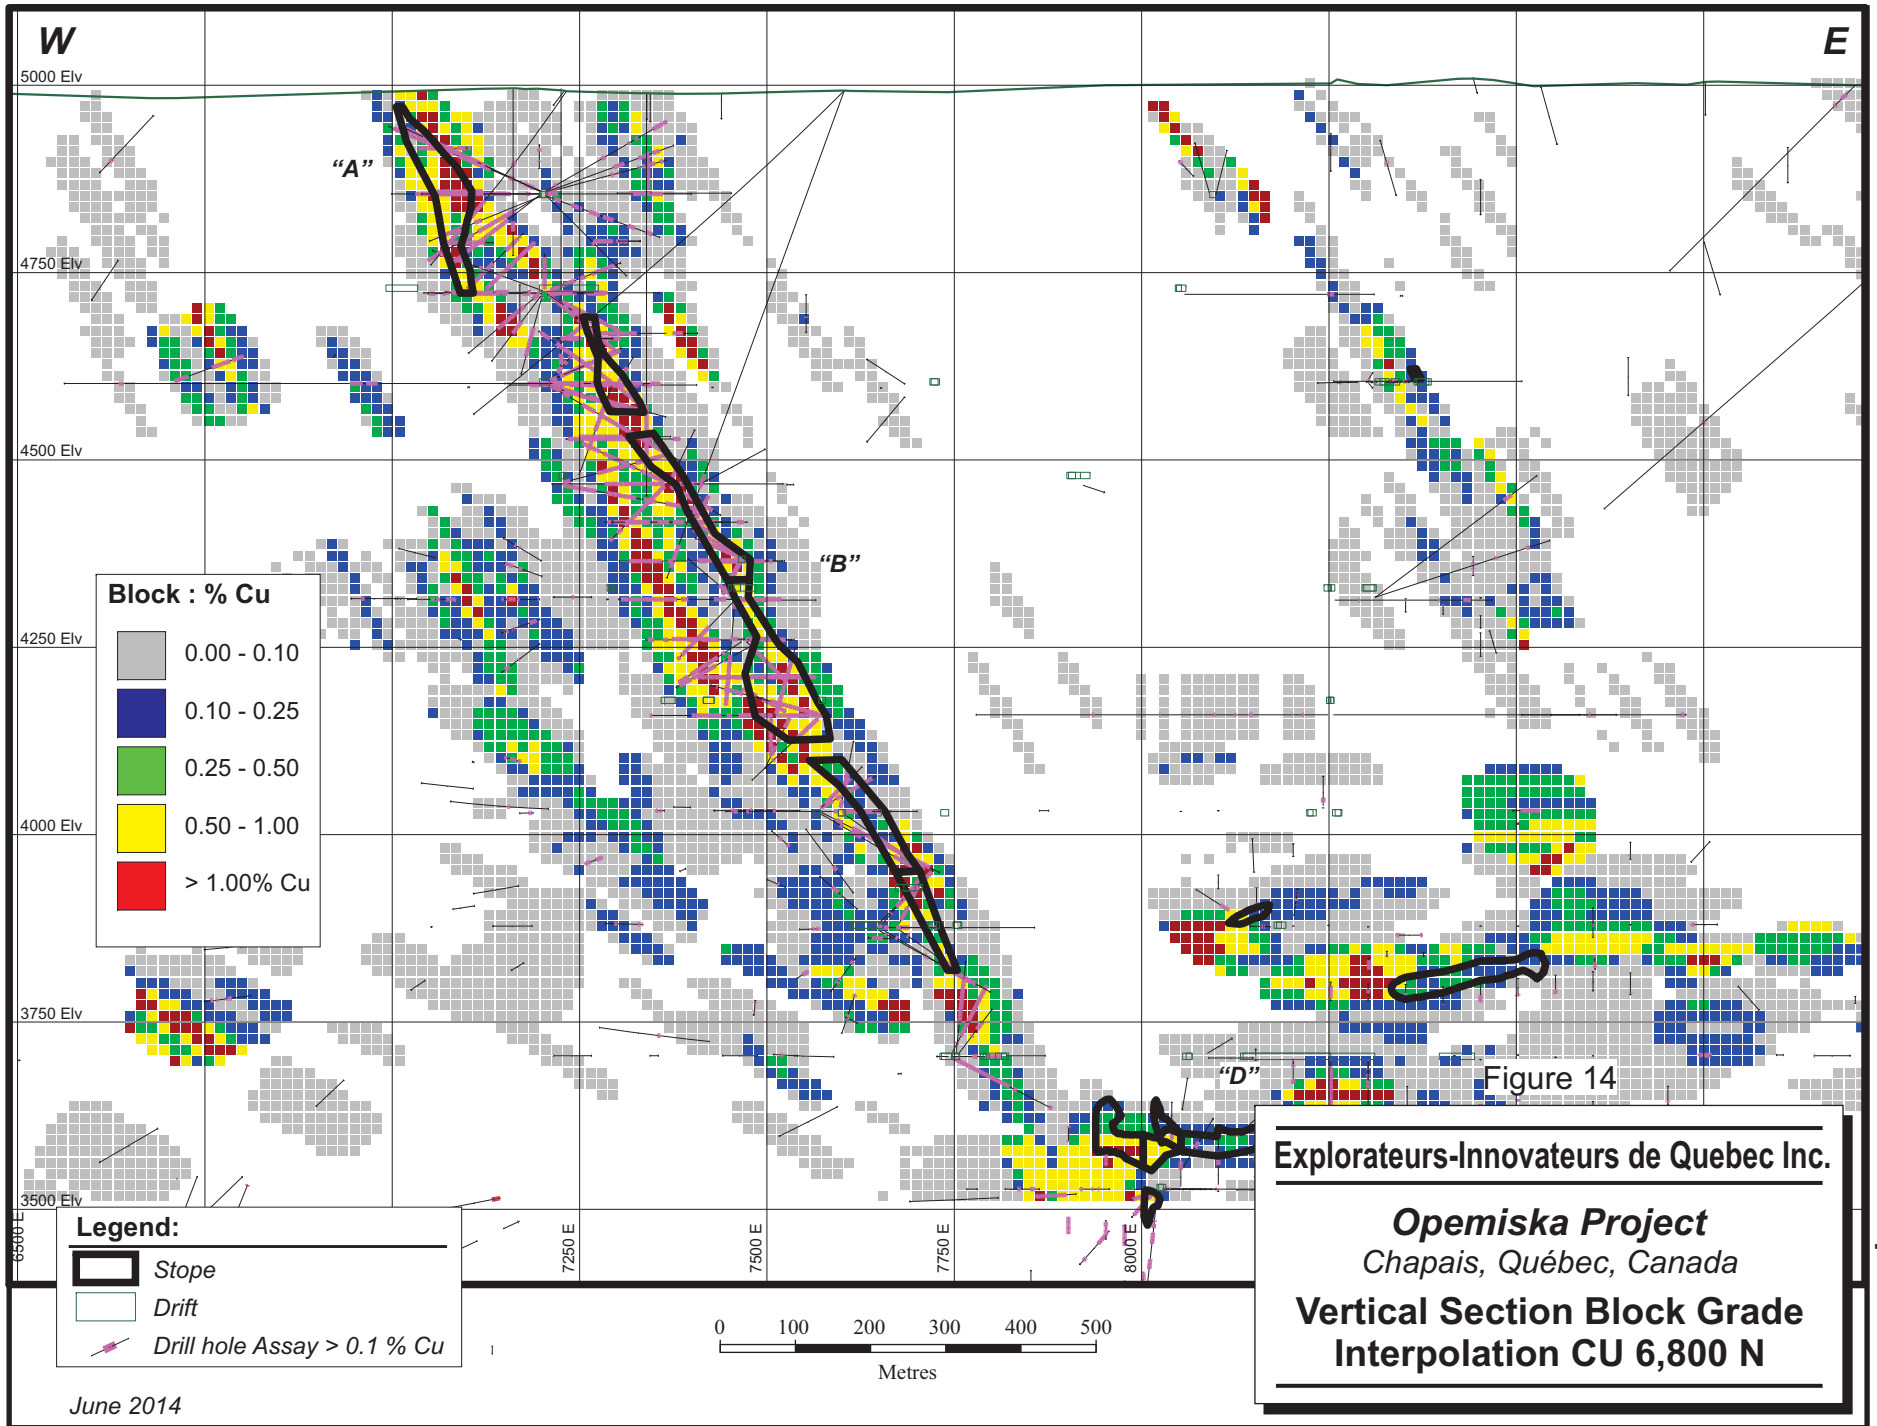 W
E
5000 Elv
"A"
4750 Elv
4500 Elv
"B"
Block : % Cu
0.00 - 0.10
0.10 - 0.25
0.25 - 0.50
0.50 - 1.00
> 1.00% Cu
4250 Elv
4000 Elv
3750 Elv
"D"
Figure 14
3500 Elv
6500 E
7250 E
7500 E
7750 E
8000 E
Legend:
Stope
Drift
Drill hole Assay > 0.1 % Cu
June 2014
0 100 200 300 400 500
Metres
Explorateurs-Innovateurs de Quebec Inc.
Opemiska Project
Chapais, Québec, Canada
Vertical Section Block Grade
Interpolation CU 6,800 N